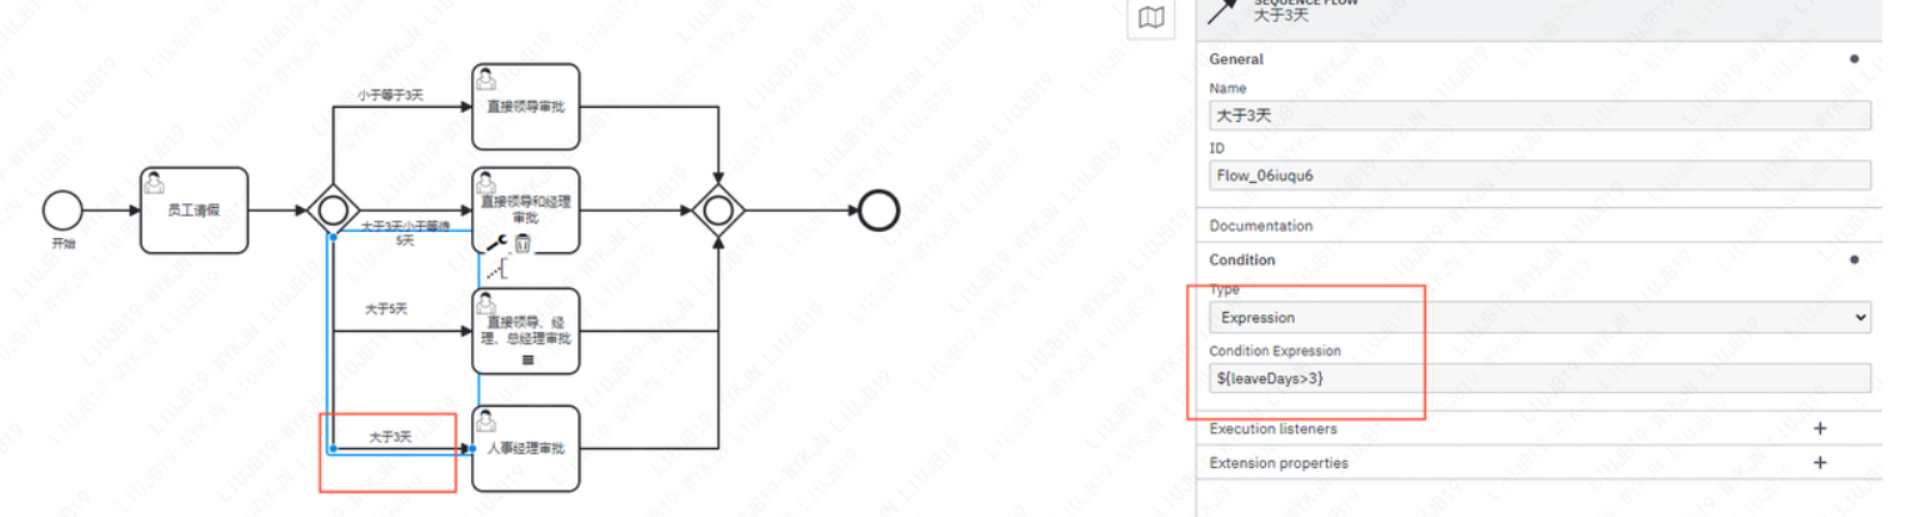 开始
员工请假
小于等于3天
直接领导审批
直接领导和经理
审批
大于3天小于等待
5天
大于5天
直接领导、经
理、总经理审批
大于3天
人事经理审批
SEQUENCE FLOW
大于3天
General
Name
大于3天
ID
Flow_06iuqu6
Documentation
Condition
Type
Expression
Condition Expression
${leaveDays>3}
Execution listeners
Extension properties